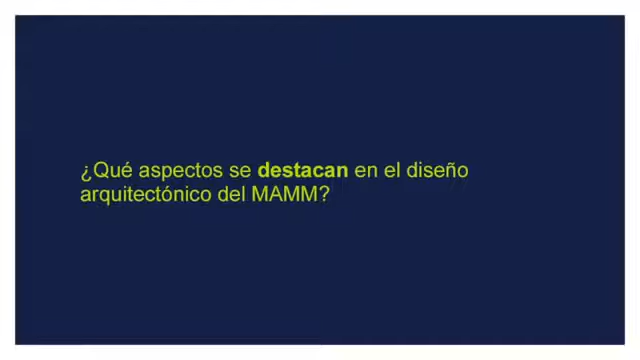 ¿Qué aspectos se destacan en el diseño
arquitectónico del MAMM?